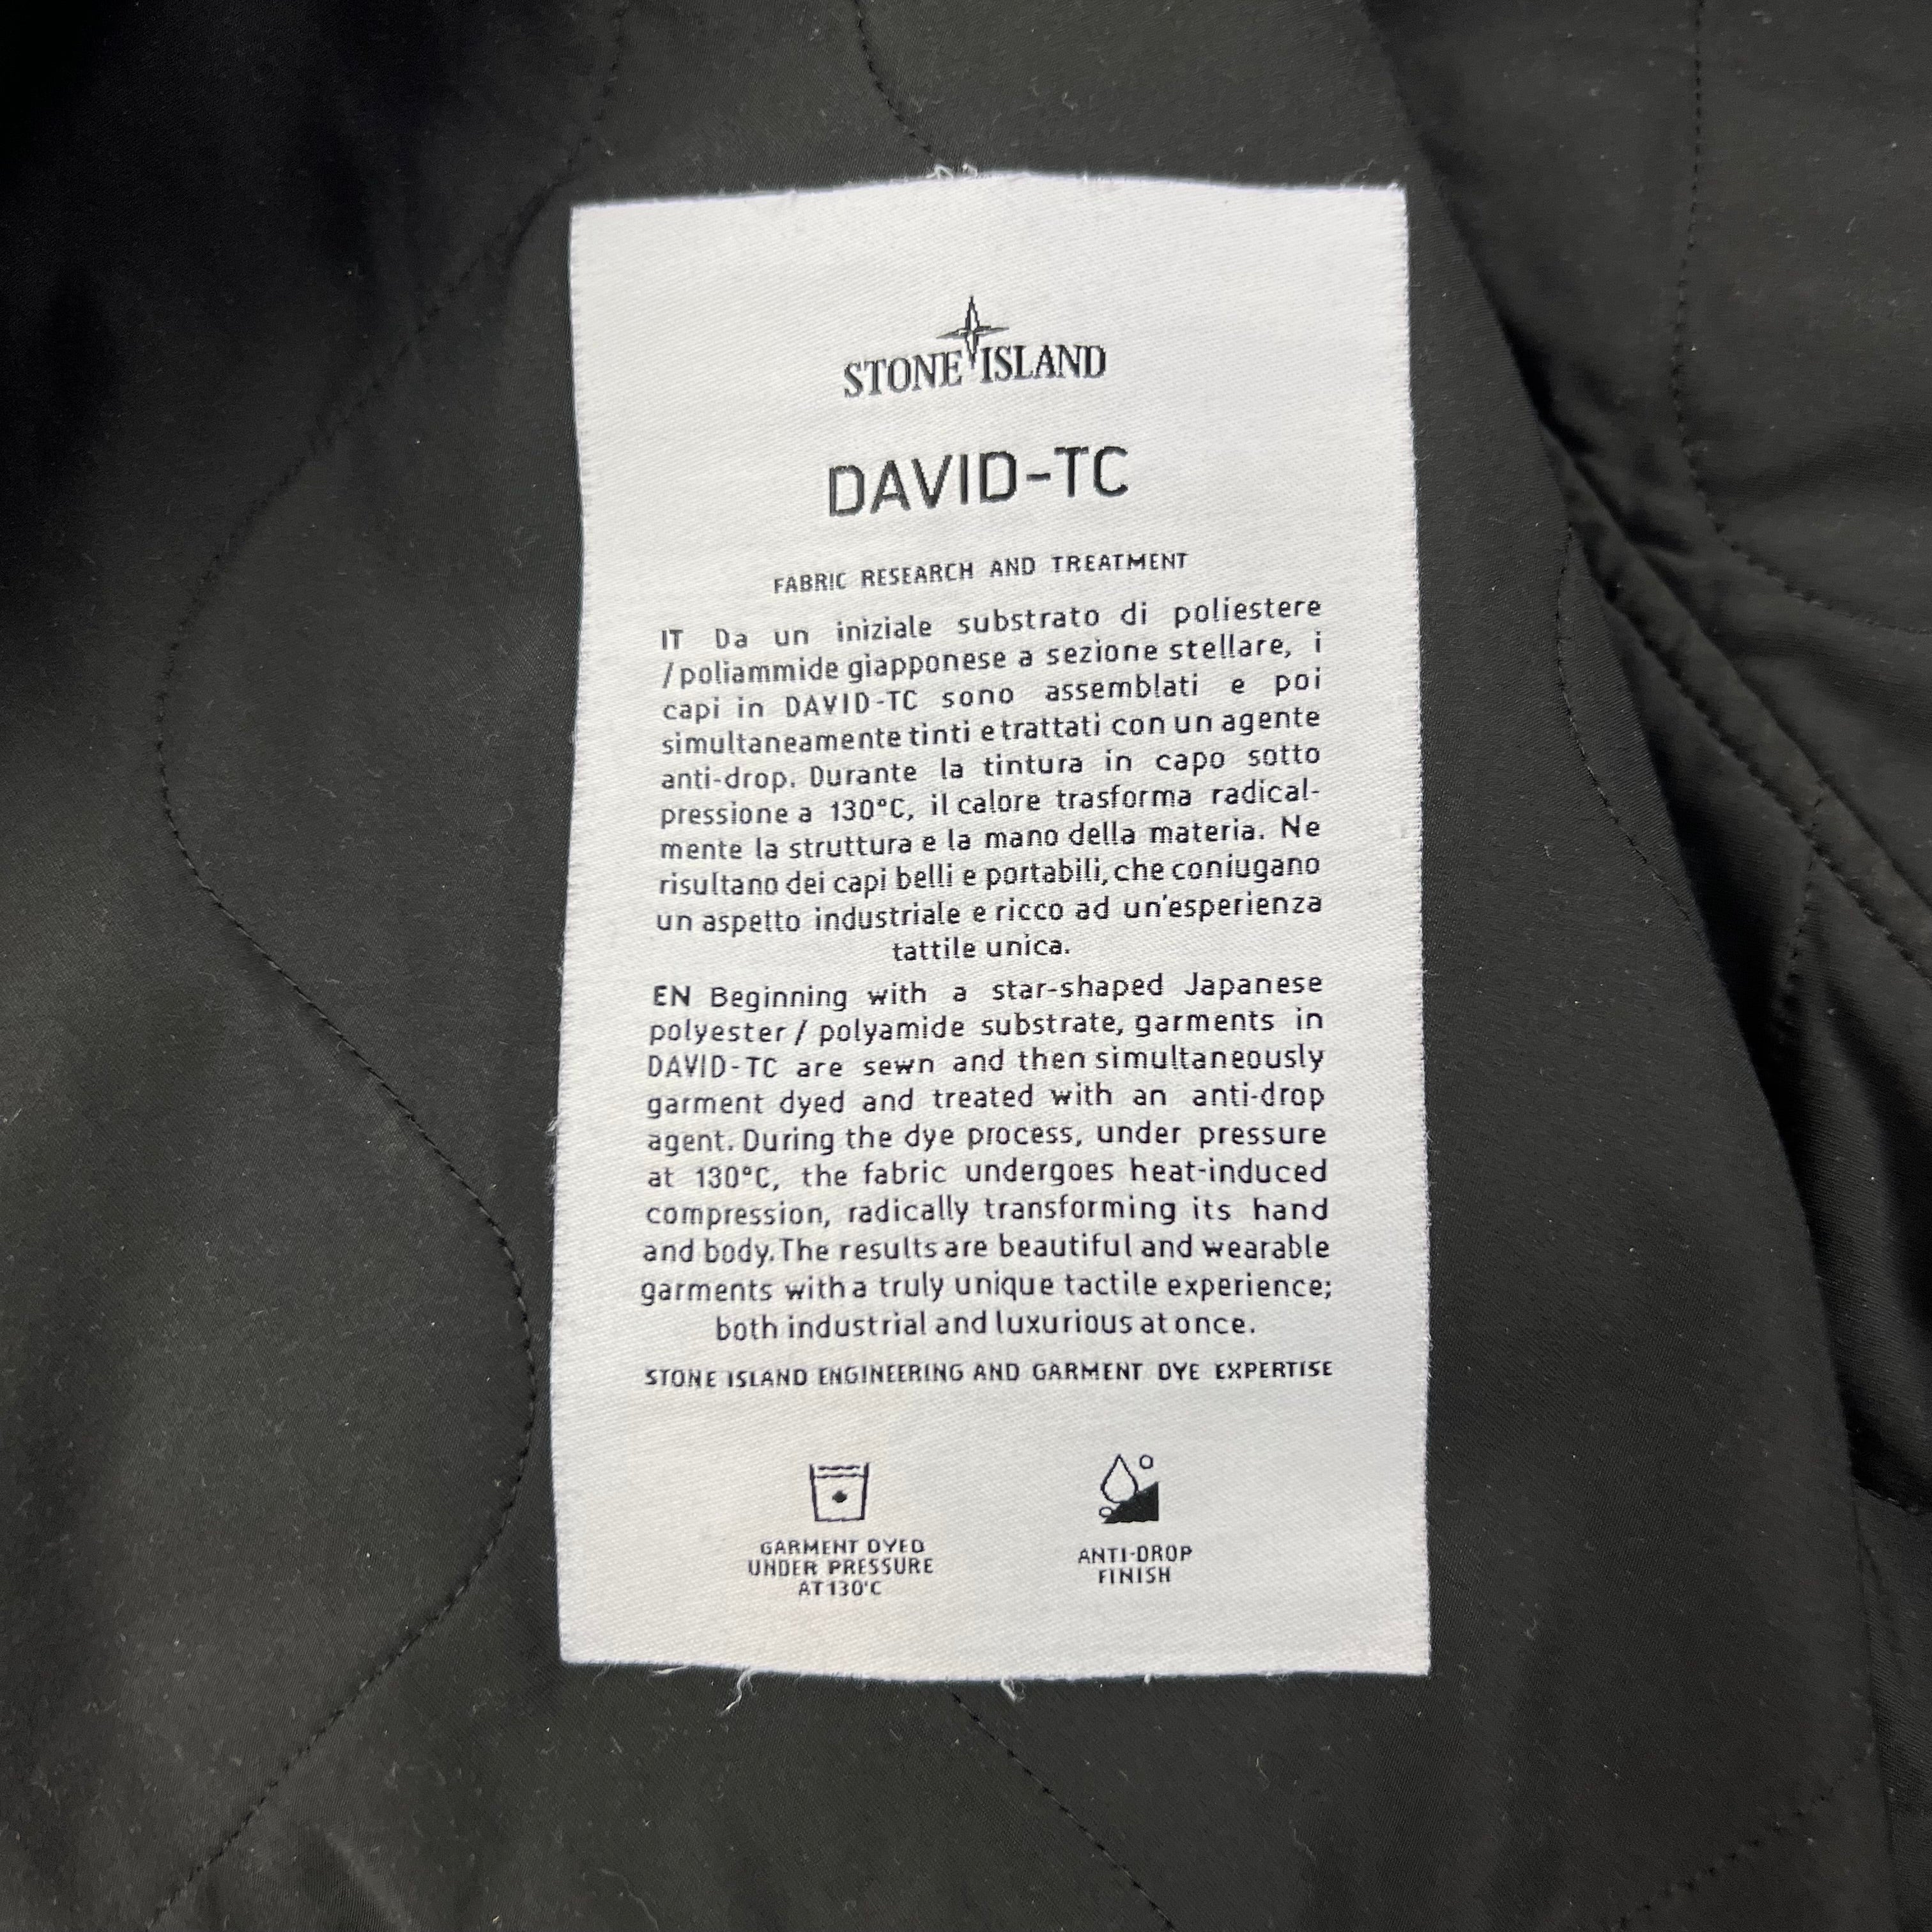 STONE ISLAND
DAVID-TC
FABRIC RESEARCH AND TREATMENT
IT Da un iniziale substrato di poliestere
/poliammide giapponese a sezione stellare, i
capi in DAVID-TC sono assemblati e poi
simultaneamente tinti e trattati con un agente
anti-drop. Durante la tintura in capo sotto
pressione a 130°C, il calore trasforma radical-
mente la struttura e la mano della materia. Ne
risultano dei capi belli e portabili, che coniugano
un aspetto industriale e ricco ad un'esperienza
tattile unica.
EN Beginning with a star-shaped Japanese
polyester / polyamide substrate, garments in
DAVID-TC are sewn and then simultaneously
garment dyed and treated with an anti-drop
agent. During the dye process, under pressure
at 130°C, the fabric undergoes heat-induced
compression, radically transforming its hand
and body. The results are beautiful and wearable
garments with a truly unique tactile experience;
both industrial and luxurious at once.
STONE ISLAND ENGINEERING AND GARMENT DYE EXPERTISE
GARMENT DYED
UNDER PRESSURE
AT 130°C
ANTI-DROP
FINISH